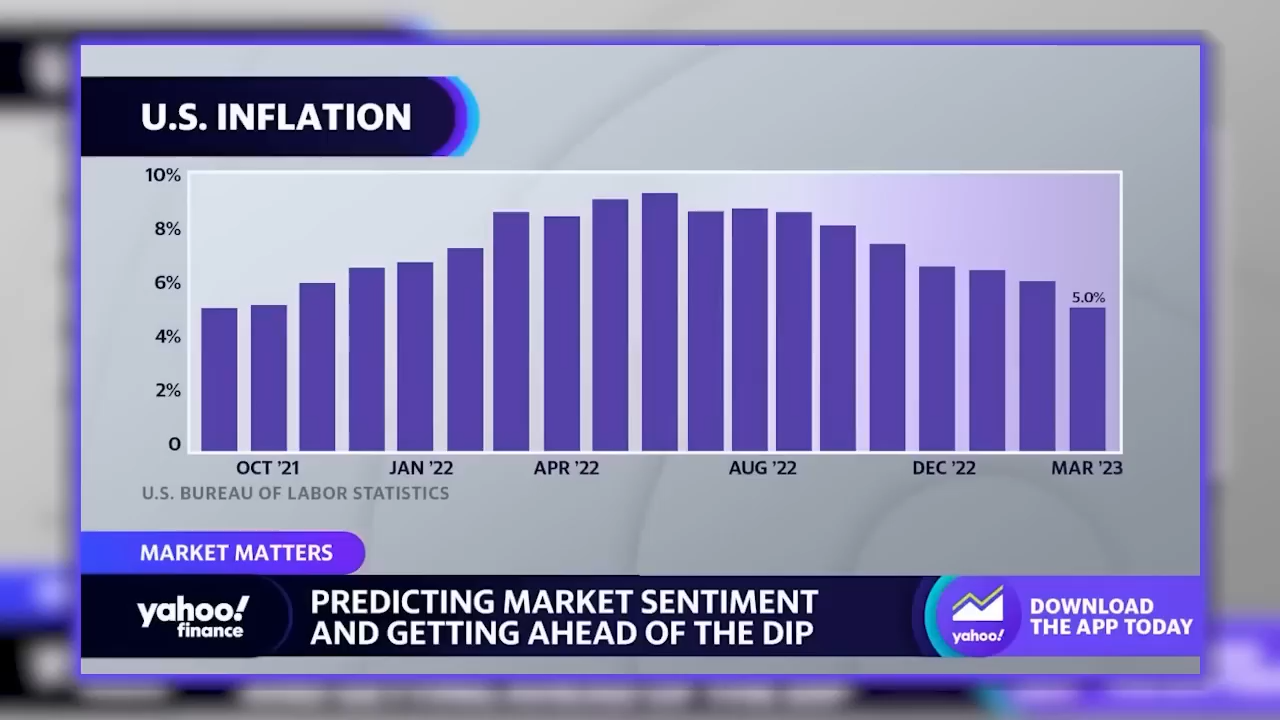 U.S. INFLATION
10%
8%
6%
4%
2%
0
5.0%
OCT ’21 JAN ’22 APR ’22 AUG ’22 DEC ’22 MAR ’23
U.S. BUREAU OF LABOR STATISTICS
MARKET MATTERS
yahoo!
finance
PREDICTING MARKET SENTIMENT
AND GETTING AHEAD OF THE DIP
yahoo!
DOWNLOAD
THE APP TODAY